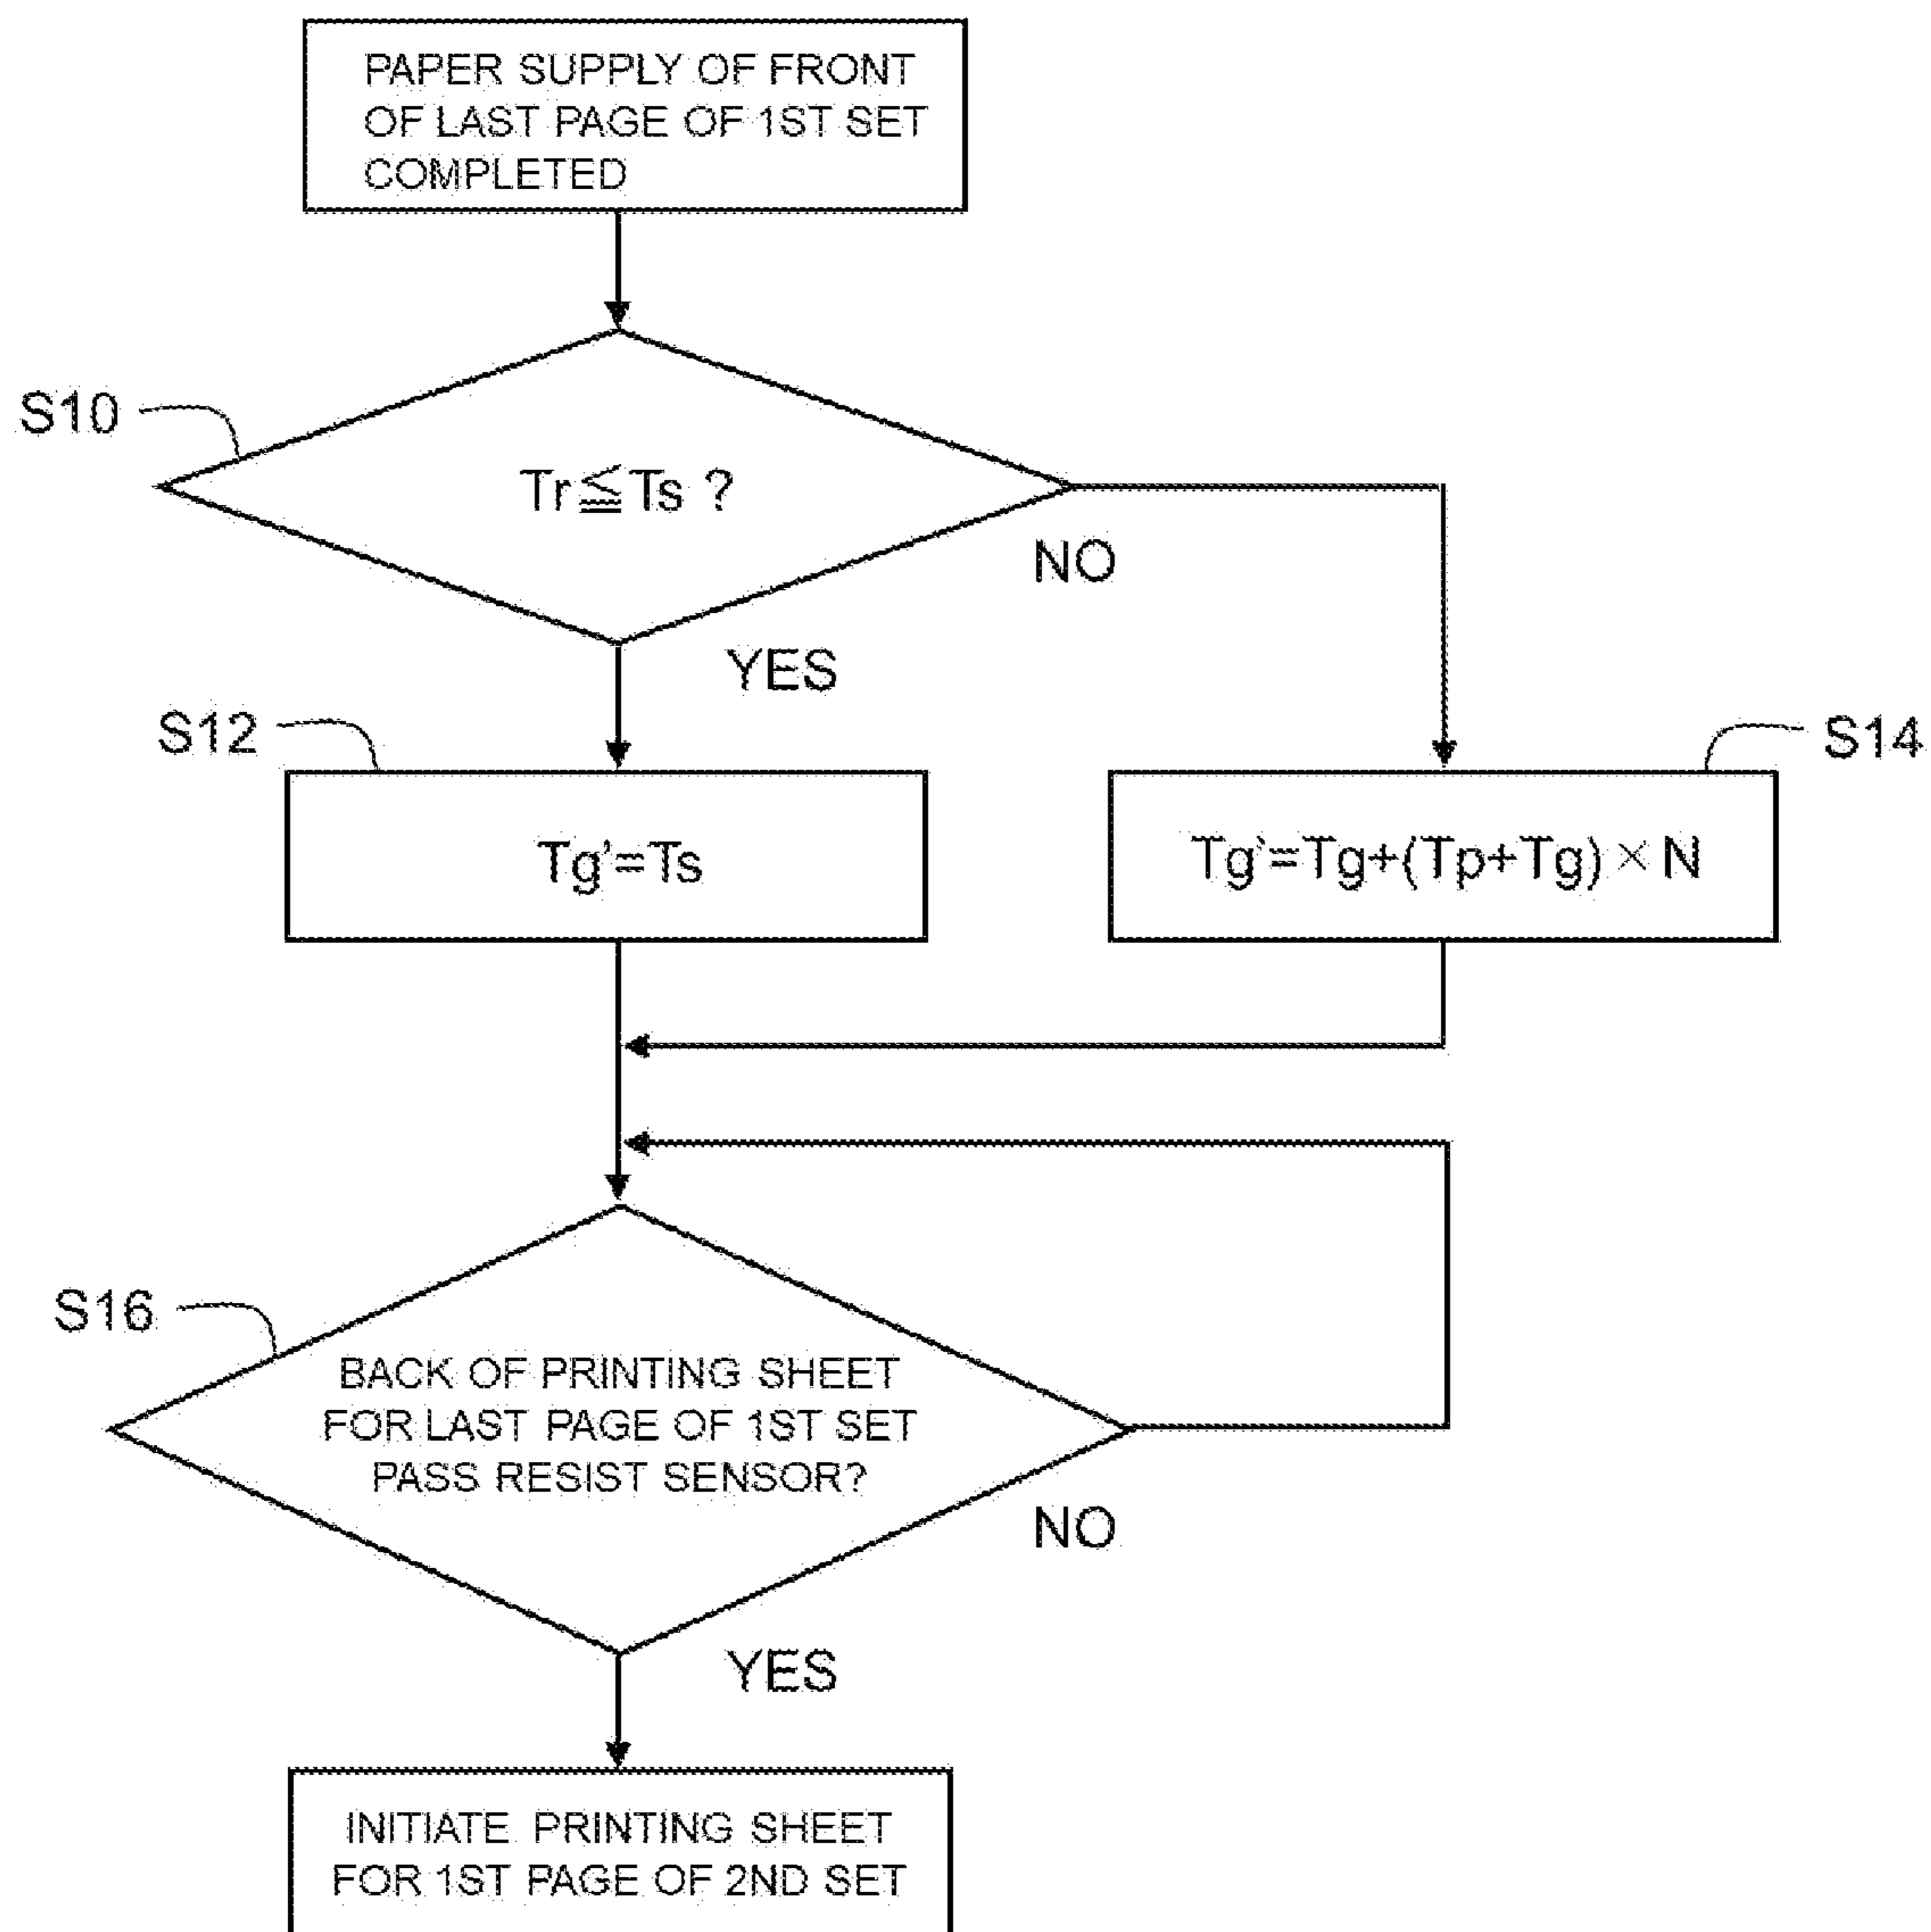 PAPER SUPPLY OF FRONT
OF LAST PAGE OF 1ST SET
COMPLETED
S10
Tr≦Ts ?
NO
YES
S12
S14
Tg'=Ts
Tg'=Tg+(Tp+Tg)×N
S16
BACK OF PRINTING SHEET
FOR LAST PAGE OF 1ST SET
PASS RESIST SENSOR?
NO
YES
INITIATE PRINTING SHEET
FOR 1ST PAGE OF 2ND SET